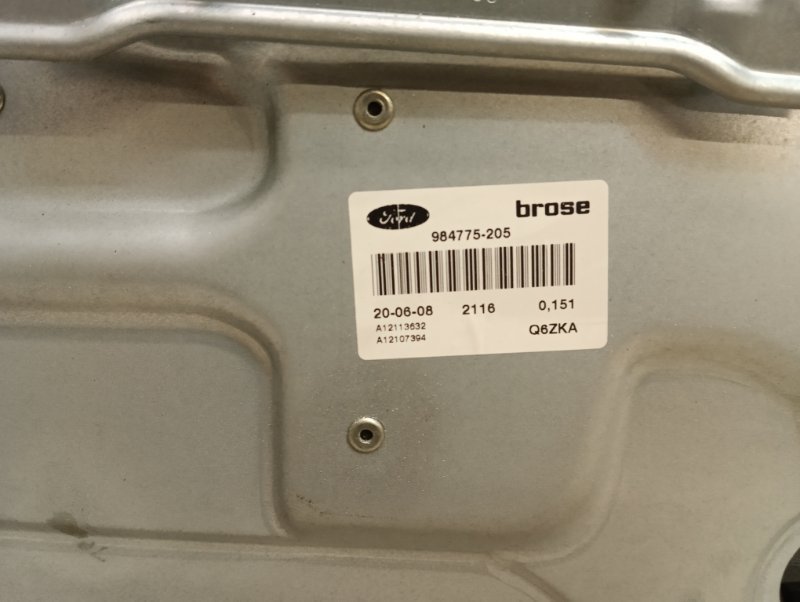 Ford brose
984775-205
20-06-08 2116 0,151
A12113632
A12107394 Q6ZKA